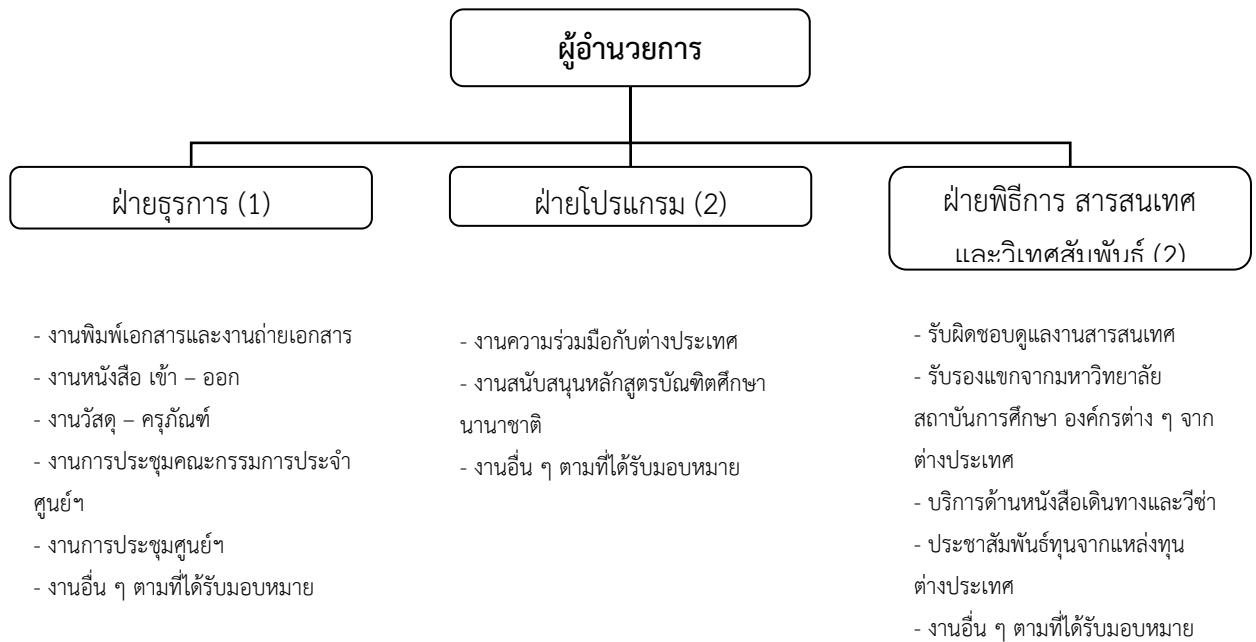 ผู้อำนวยการ
ฝ่ายธุรการ (1)
ฝ่ายโปรแกรม (2)
ฝ่ายพิธีการ สารสนเทศ
และวิเทศสัมพันธ์ (2)
- งานพิมพ์เอกสารและงานถ่ายเอกสาร
- งานหนังสือ เข้า – ออก
- งานวัสดุ – ครุภัณฑ์
- งานการประชุมคณะกรรมการประจำ
ศูนย์ฯ
- งานการประชุมศูนย์ฯ
- งานอื่น ๆ ตามที่ได้รับมอบหมาย
- งานความร่วมมือกับต่างประเทศ
- งานสนับสนุนหลักสูตรบัณฑิตศึกษา
นานาชาติ
- งานอื่น ๆ ตามที่ได้รับมอบหมาย
- รับผิดชอบดูแลงานสารสนเทศ
- รับรองแขกจากมหาวิทยาลัย
สถาบันการศึกษา องค์กรต่าง ๆ จาก
ต่างประเทศ
- บริการด้านหนังสือเดินทางและวีซ่า
- ประชาสัมพันธ์ทุนจากแหล่งทุน
ต่างประเทศ
- งานอื่น ๆ ตามที่ได้รับมอบหมาย